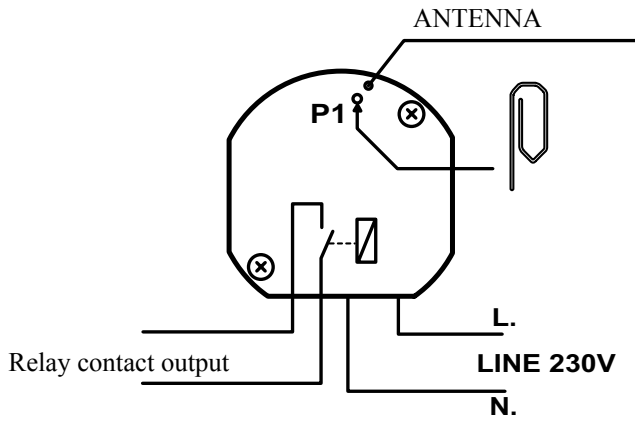 ANTENNA
P1
L.
Relay contact output
LINE 230V
N.